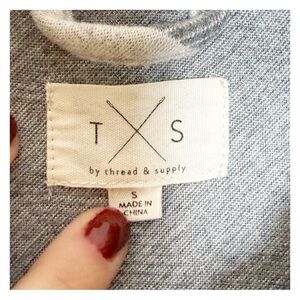 T S
by thread & supply
S
MADE IN
CHINA